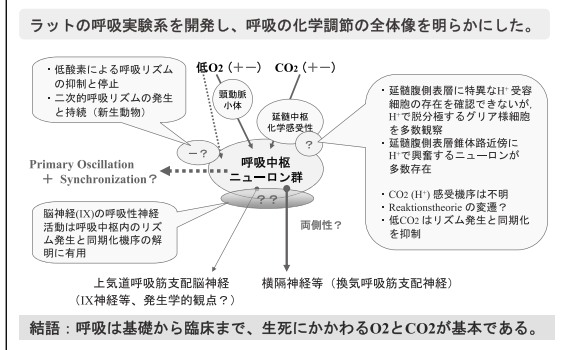 ラットの呼吸実験系を開発し、呼吸の化学調節の全体像を明らかにした。
・低酸素による呼吸リズム
の抑制と停止
・二次的呼吸リズムの発生
と持続（新生動物）
低O2（+−）
CO2（+−）
頸動脈
小体
延髄中枢
化学感受性
？
−？
呼吸中枢
ニューロン群
？？
Primary Oscillation
＋ Synchronization？
・延髄腹側表層に特異なH⁺受容
細胞の存在を確認できないが、
H⁺で脱分極するグリア様細胞
を多数観察
・延髄腹側表層錐体路近傍に
H⁺で興奮するニューロンが
多数存在
・CO2 (H⁺) 感受機序は不明
・Reaktionstheorie の変遷？
・低CO2 はリズム発生と同期化
を抑制
脳神経(IX)の呼吸性神経
活動は呼吸中枢内のリズ
ム発生と同期化機序の解
明に有用
両側性？
上気道呼吸筋支配脳神経
（IX神経等、発生学的観点？）
横隔神経等（換気呼吸筋支配神経）
結語：呼吸は基礎から臨床まで、生死にかかわるO2とCO2が基本である。